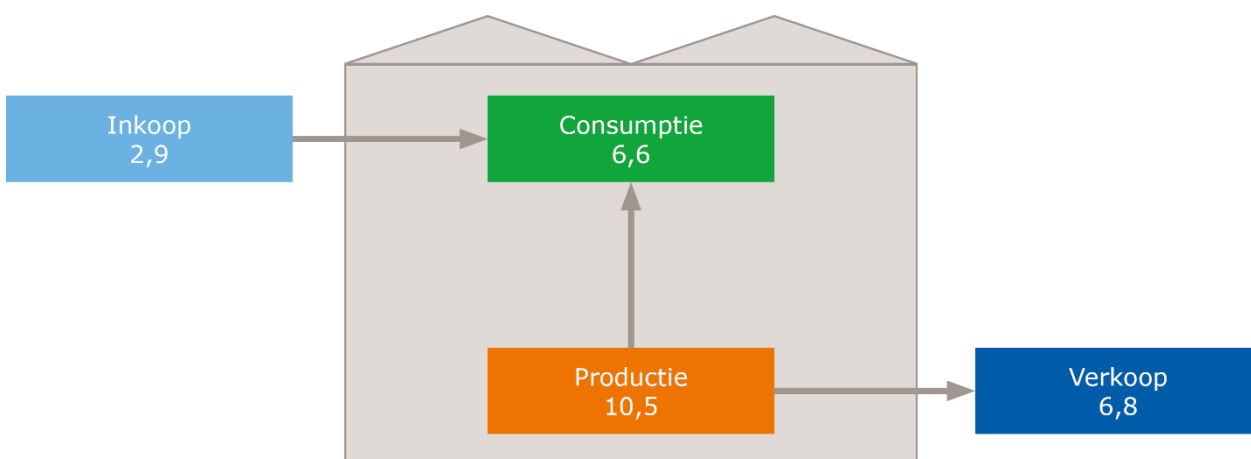 Inkoop
2,9
Consumptie
6,6
Productie
10,5
Verkoop
6,8